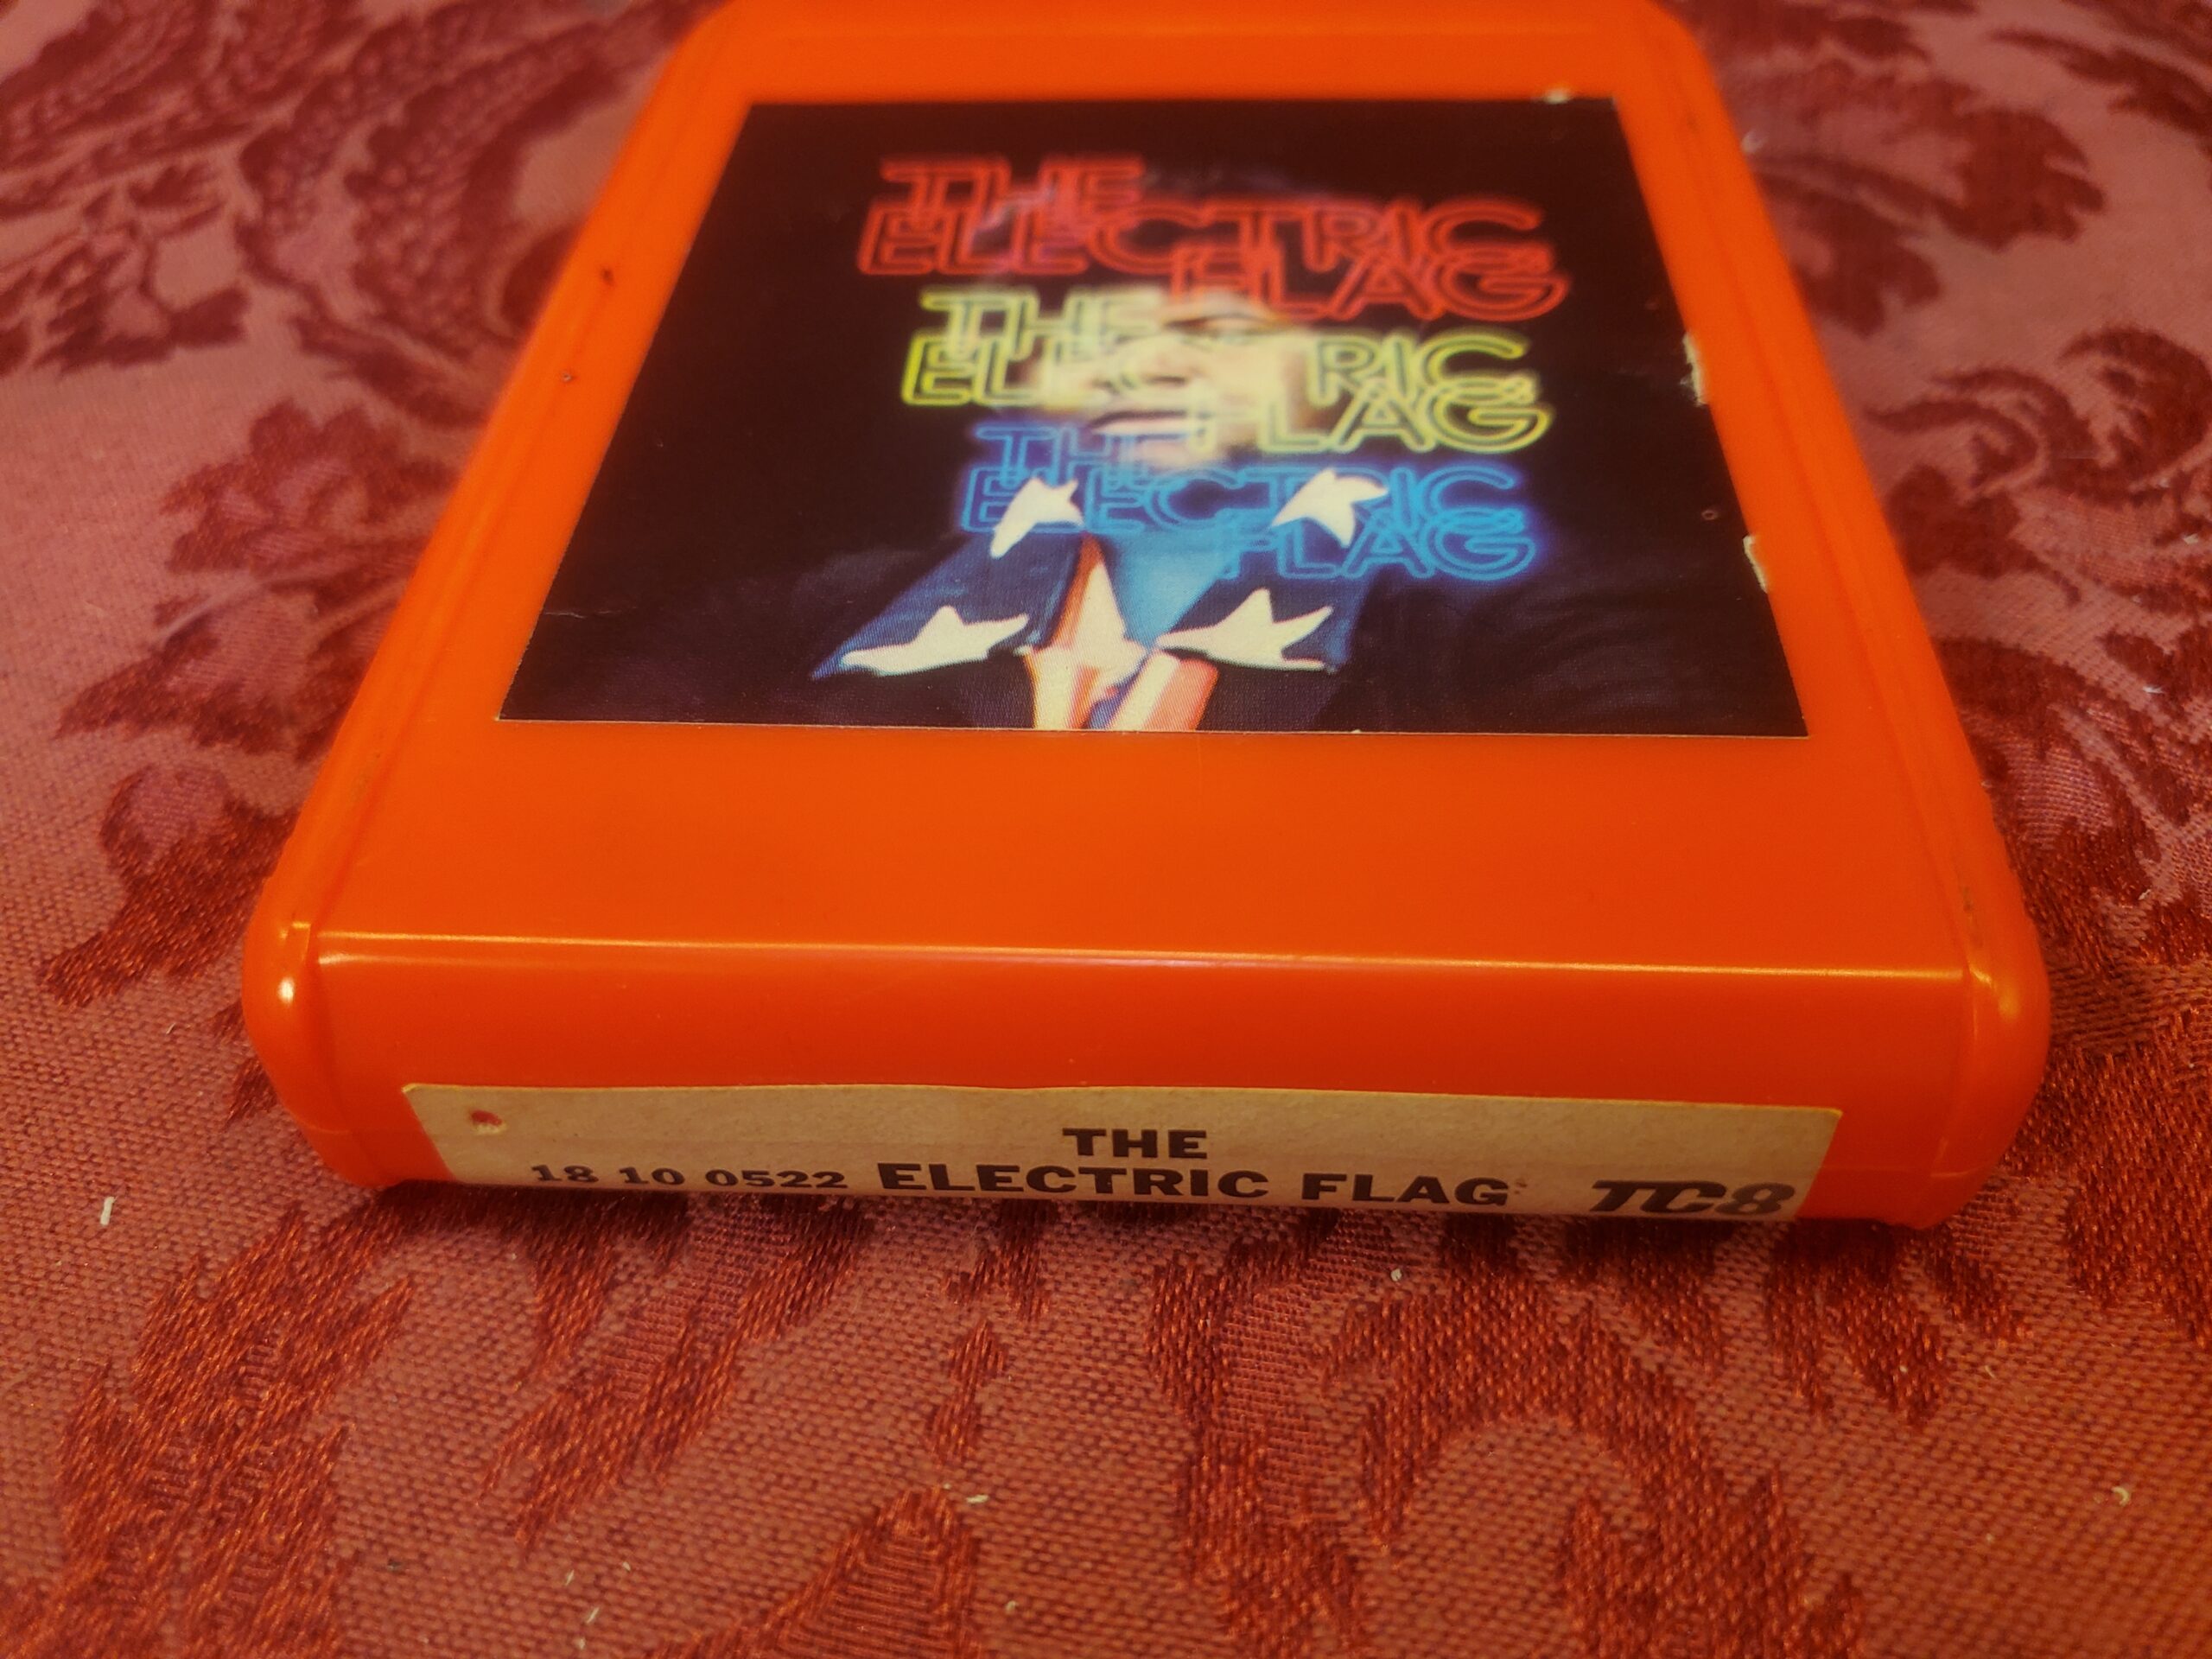 THE
ELECTRIC
FLAG
THE
ELECTRIC
FLAG
THE
ELECTRIC
FLAG
THE
18 10 0522 ELECTRIC FLAG TC8